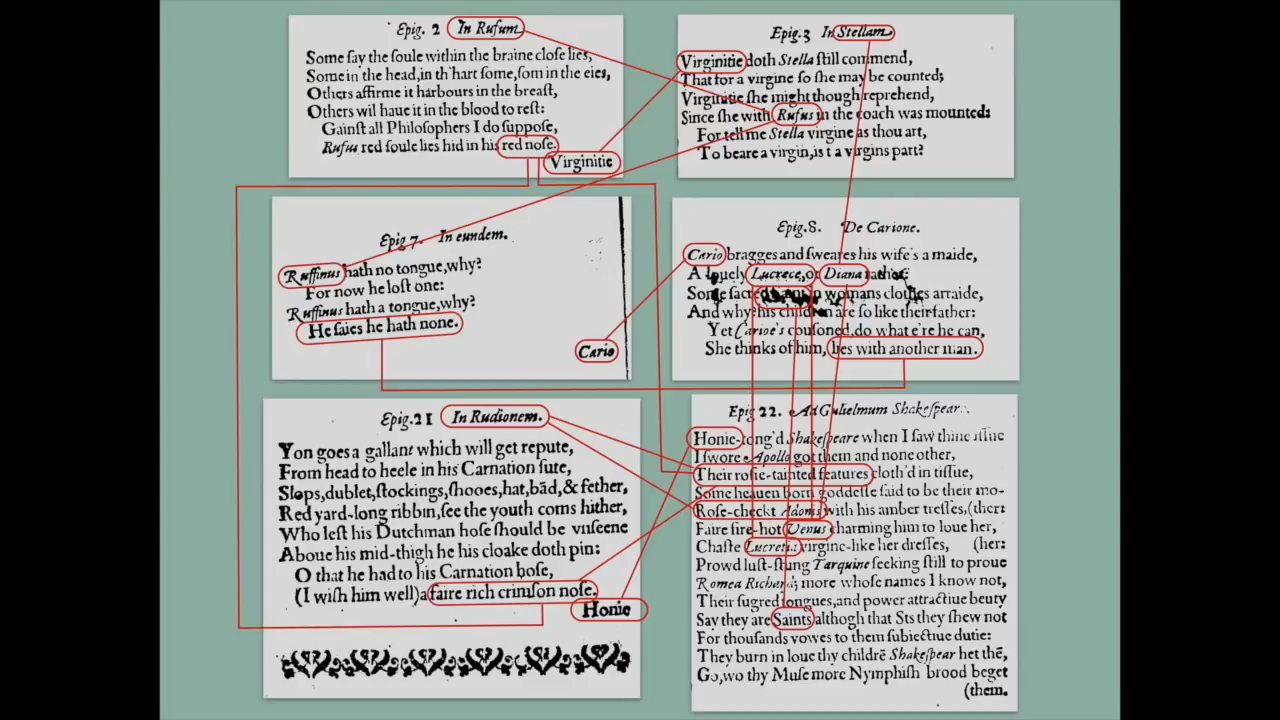 Epig. 2 In Rufum.
Some say the soule within the braine close lies,
Some in the head, in th'hart some, som in the eies,
Others affirme it harbours in the breast,
Others wil haue it in the blood to rest:
Gainst all Philosophers I do suppose,
Rufus red soule lies hid in his red nose.
Virginitie
Epig. 3 In Stellam.
Virginitie doth Stella still commend,
That for a virgine so she may be counted;
Virginitie she might though reprehend,
Since she with Rufus in the coach was mounted:
For tell me Stella virgine as thou art,
To beare a virgin, is t a virgins part?
Epig 7. In eundem.
Ruffinus hath no tongue, why?
For now he lost one:
Ruffinus hath a tongue, why?
He saies he hath none.
Cario
Epig. 8. De Carione.
Cario bragges and sweares his wife's a maide,
A louely Lucrece, or Diana
Some sacred in womans clothes arraide,
And why? his children are so like their father:
Yet Carioe's cousoned, do what e're he can,
She thinks of him, lies with another man.
Epig. 21 In Rudionem.
Yon goes a gallant which will get repute,
From head to heele in his Carnation sute,
Slops, dublet, stockings, shooes, hat, bād, & fether,
Red yard-long ribbin, see the youth coms hither,
Who lest his Dutchman hose should be vnseene
Aboue his mid-thigh he his cloake doth pin:
O that he had to his Carnation hose,
(I wish him well) a faire rich crimson nose.
Honie
Epig 22. Ad Gulielmum Shakespear.
Honie-tong'd Shakespeare when I saw thine issue
I swore Apollo got them and none other,
Their rosie-tainted features cloth'd in tissue,
Some heauen born goddesse said to be their mo-
Rose-checkt Adonis with his amber tresses, (ther:
Faire fire-hot Venus charming him to loue her,
Chaste Lucretia virgine-like her dresses, (her:
Prowd lust-stung Tarquine seeking still to proue
Romea Richard; more whose names I know not,
Their sugred tongues, and power attractiue beuty
Say they are Saints althogh that Sts they shew not
For thousands vowes to them subiectiue dutie:
They burn in loue thy childrē Shakespear het thē,
Go, wo thy Muse more Nymphish brood beget
(them.